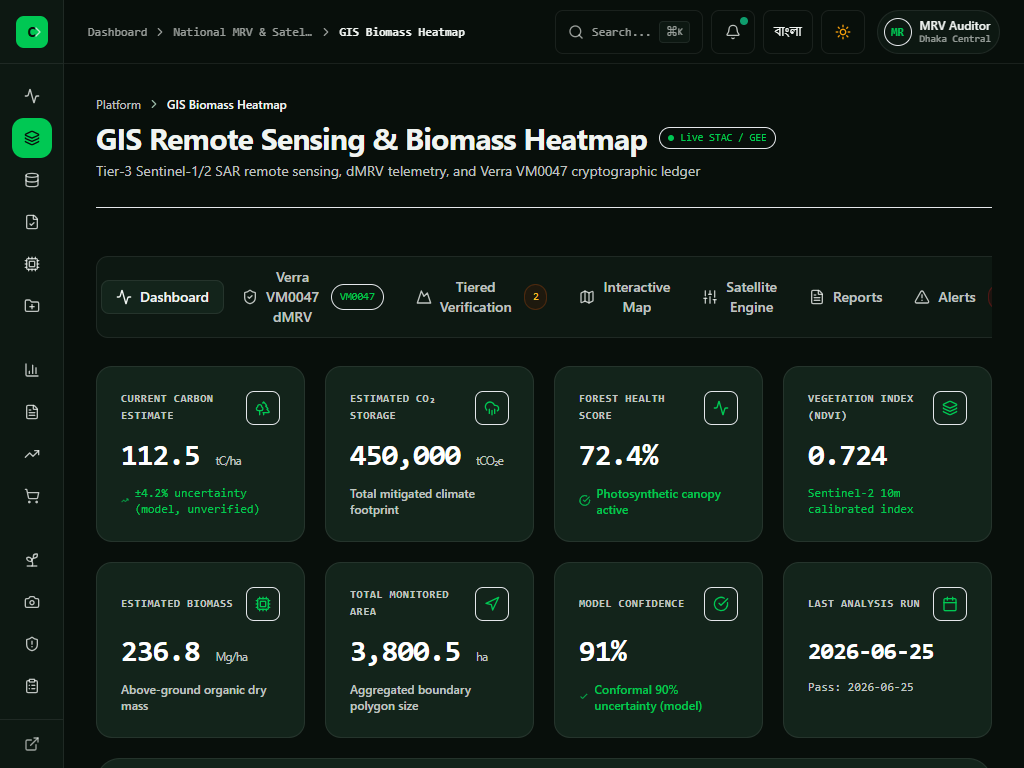 Dashboard > National MRV & Satel… > GIS Biomass Heatmap
Search... ⌘K
বাংলা
MR
MRV Auditor
Dhaka Central
Platform > GIS Biomass Heatmap
GIS Remote Sensing & Biomass Heatmap
Live STAC / GEE
Tier-3 Sentinel-1/2 SAR remote sensing, dMRV telemetry, and Verra VM0047 cryptographic ledger
Dashboard
Verra
VM0047
dMRV
VM0047
Tiered
Verification
2
Interactive
Map
Satellite
Engine
Reports
Alerts
CURRENT CARBON
ESTIMATE
112.5 tC/ha
±4.2% uncertainty
(model, unverified)
ESTIMATED CO₂
STORAGE
450,000 tCO₂e
Total mitigated climate
footprint
FOREST HEALTH
SCORE
72.4%
Photosynthetic canopy
active
VEGETATION INDEX
(NDVI)
0.724
Sentinel-2 10m
calibrated index
ESTIMATED BIOMASS
236.8 Mg/ha
Above-ground organic dry
mass
TOTAL MONITORED
AREA
3,800.5 ha
Aggregated boundary
polygon size
MODEL CONFIDENCE
91%
Conformal 90%
uncertainty (model)
LAST ANALYSIS RUN
2026-06-25
Pass: 2026-06-25